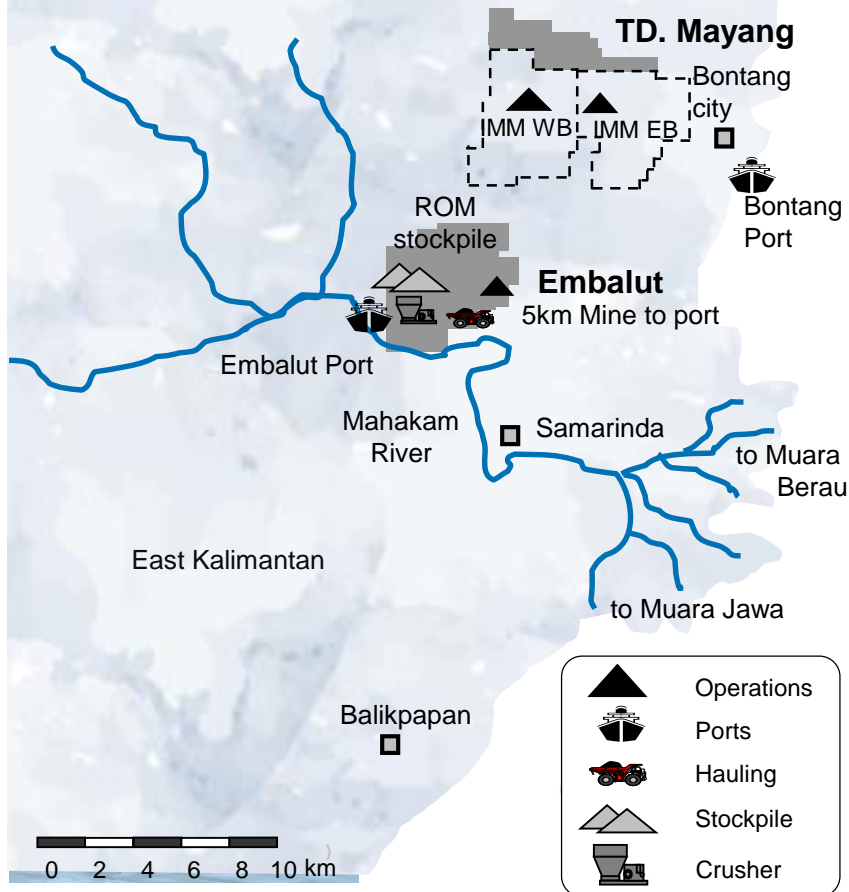 TD. Mayang
Bontang
city
IMM WB
IMM EB
Bontang
Port
ROM
stockpile
Embalut
5km Mine to port
Embalut Port
Mahakam
River
Samarinda
to Muara
Berau
East Kalimantan
to Muara Jawa
Balikpapan
Operations
Ports
Hauling
Stockpile
Crusher
0 2 4 6 8 10 km